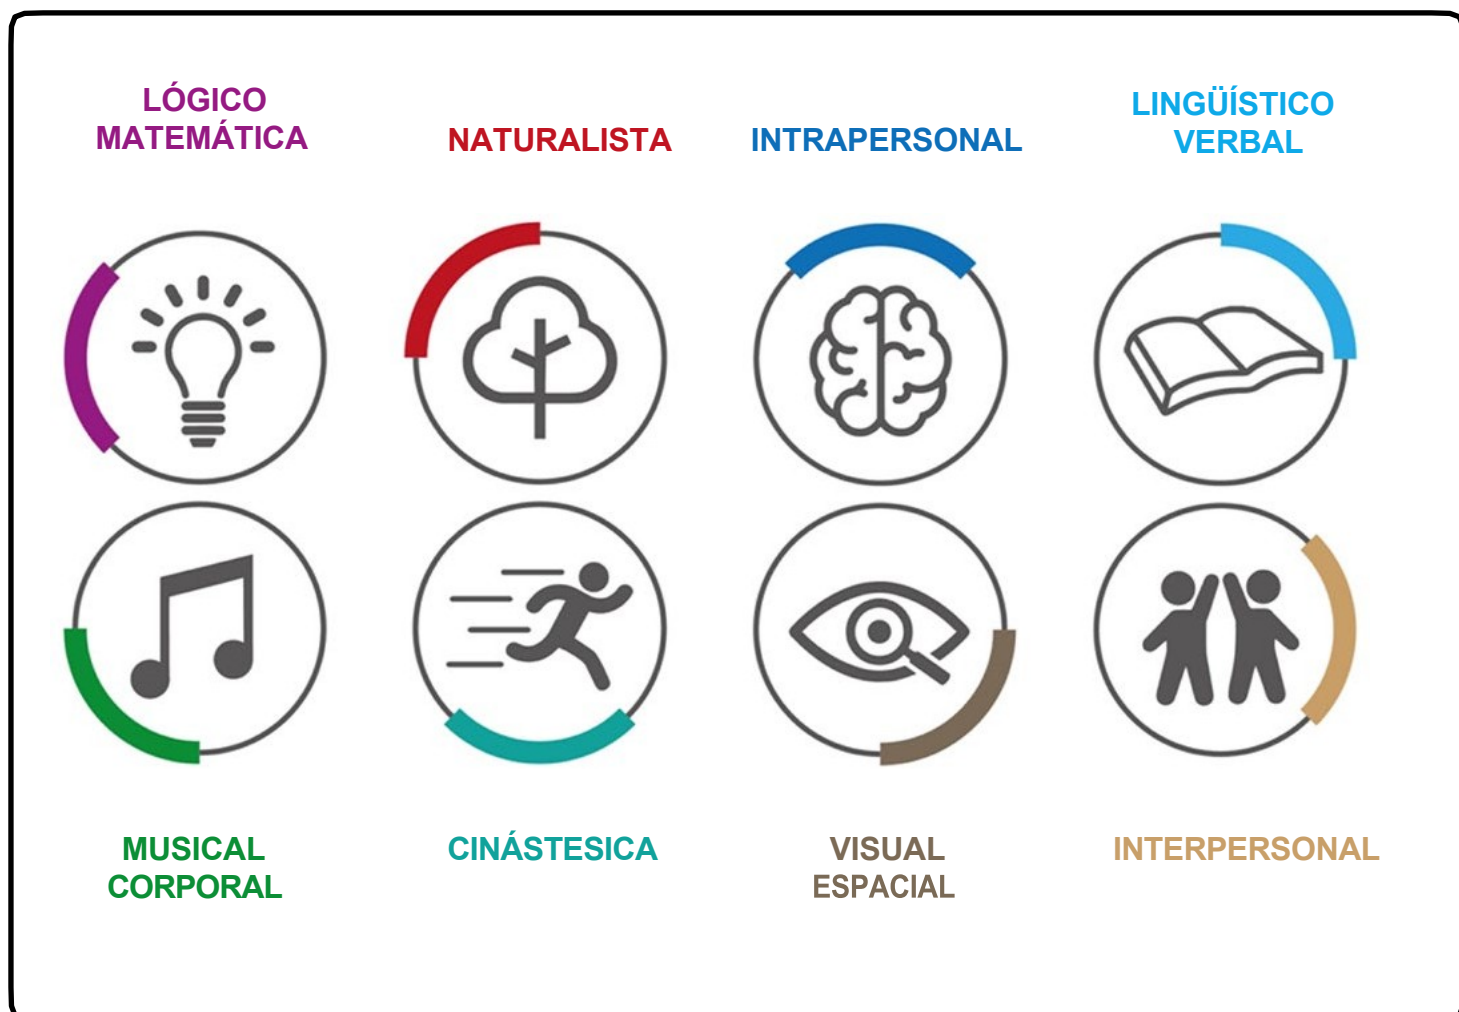 LÓGICO
MATEMÁTICA
NATURALISTA
INTRAPERSONAL
LINGÜÍSTICO
VERBAL
MUSICAL
CORPORAL
CINÁSTESICA
VISUAL
ESPACIAL
INTERPERSONAL